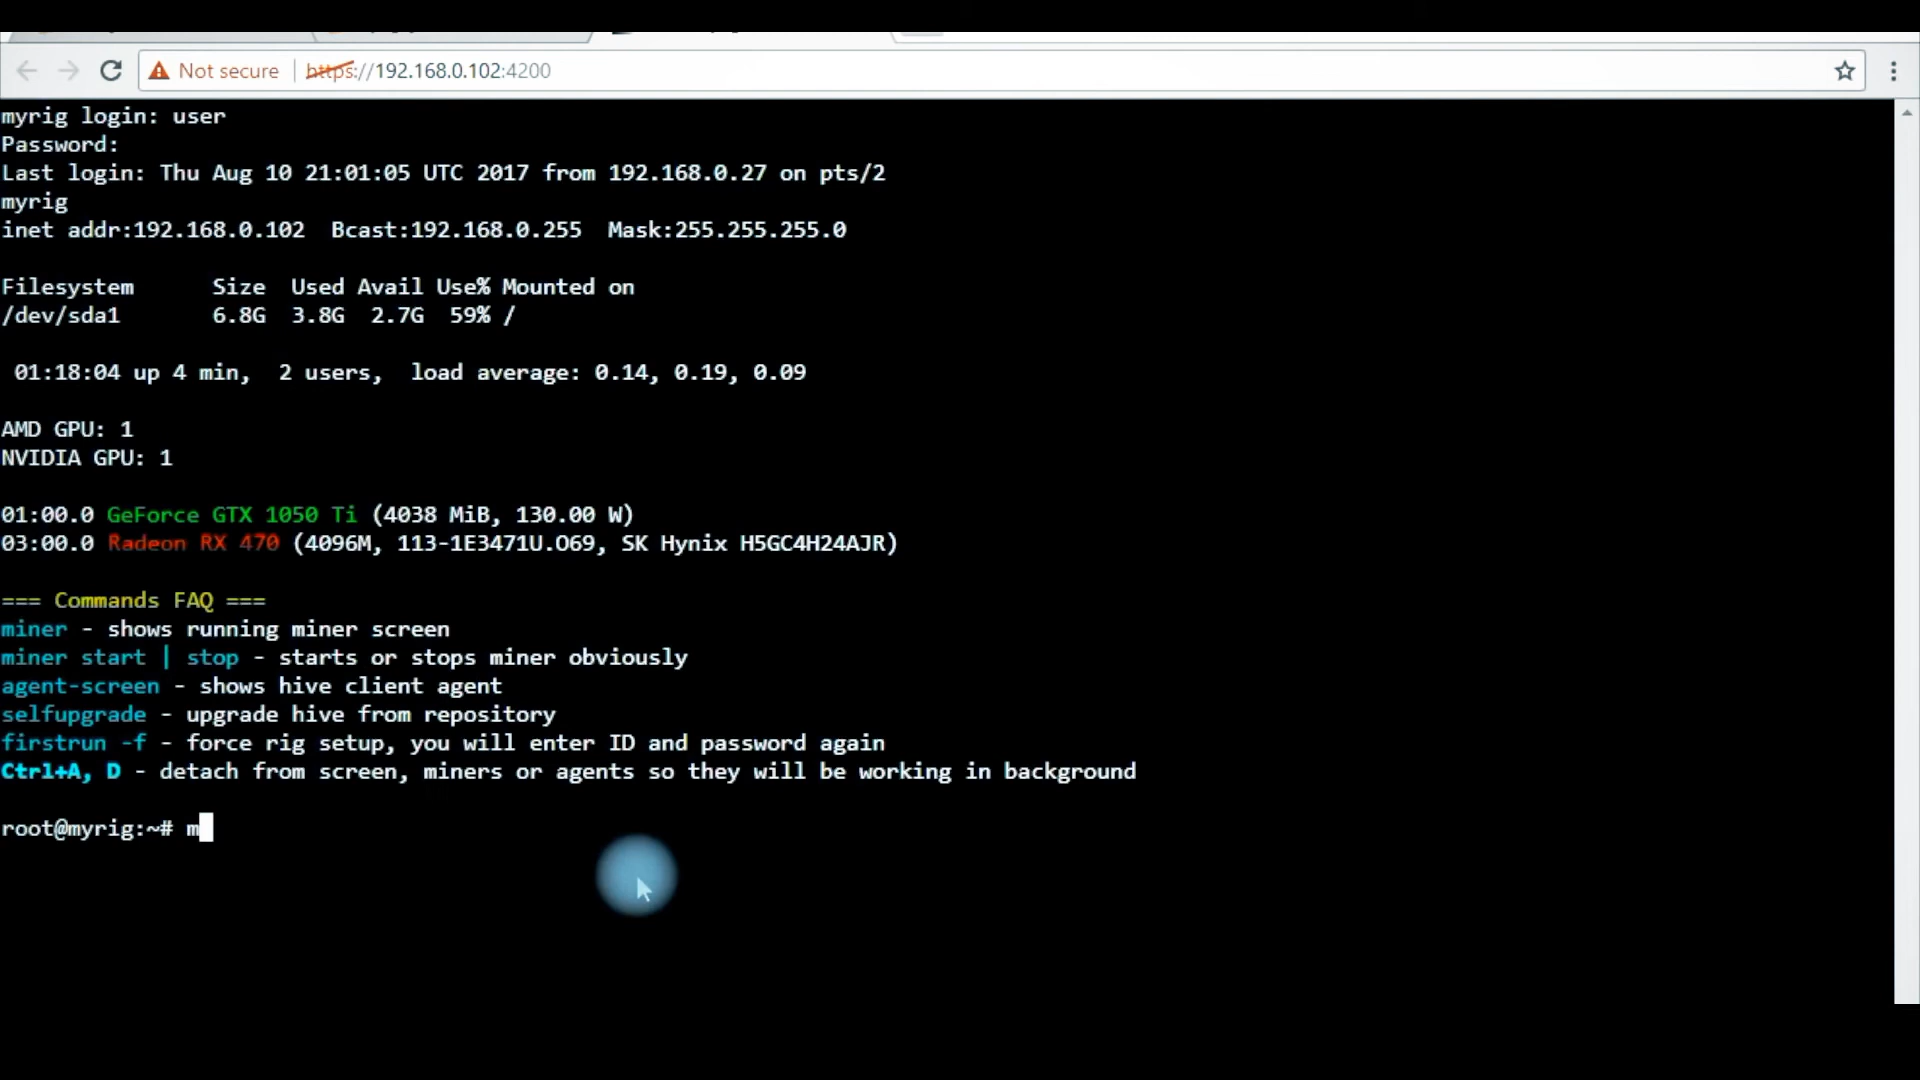 Not secure | https://192.168.0.102:4200
myrig login: user
Password:
Last login: Thu Aug 10 21:01:05 UTC 2017 from 192.168.0.27 on pts/2
myrig
inet addr:192.168.0.102  Bcast:192.168.0.255  Mask:255.255.255.0
Filesystem      Size  Used Avail Use% Mounted on
/dev/sda1       6.8G  3.8G  2.7G  59% /
01:18:04 up 4 min,  2 users,  load average: 0.14, 0.19, 0.09
AMD GPU: 1
NVIDIA GPU: 1
01:00.0 GeForce GTX 1050 Ti (4038 MiB, 130.00 W)
03:00.0 Radeon RX 470 (4096M, 113-1E3471U.O69, SK Hynix H5GC4H24AJR)
=== Commands FAQ ===
miner - shows running miner screen
miner start | stop - starts or stops miner obviously
agent-screen - shows hive client agent
selfupgrade - upgrade hive from repository
firstrun -f - force rig setup, you will enter ID and password again
Ctrl+A, D - detach from screen, miners or agents so they will be working in background
root@myrig:~# m